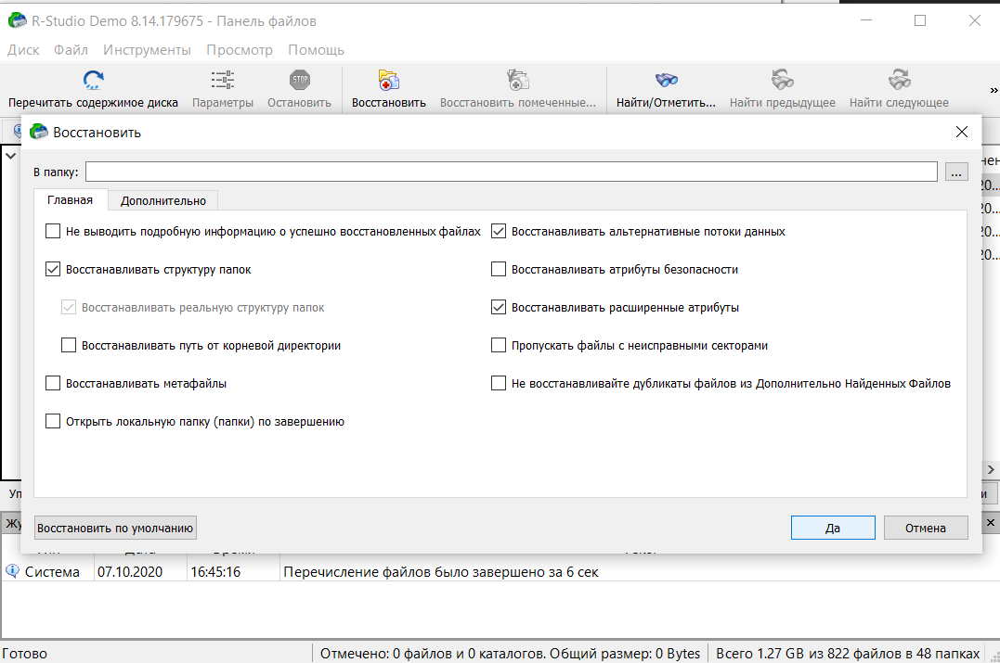 R-Studio Demo 8.14.179675 - Панель файлов
Диск Файл Инструменты Просмотр Помощь
STOP
Перечитать содержимое диска Параметры Остановить Восстановить Восстановить помеченные... Найти/Отметить... Найти предыдущее Найти следующее »
Восстановить
В папку: ...
Главная Дополнительно
Не выводить подробную информацию о успешно восстановленных файлах Восстанавливать альтернативные потоки данных
Восстанавливать структуру папок Восстанавливать атрибуты безопасности
Восстанавливать реальную структуру папок Восстанавливать расширенные атрибуты
Восстанавливать путь от корневой директории Пропускать файлы с неисправными секторами
Восстанавливать метафайлы Не восстанавливайте дубликаты файлов из Дополнительно Найденных Файлов
Открыть локальную папку (папки) по завершению
Восстановить по умолчанию Да Отмена
Система 07.10.2020 16:45:16 Перечисление файлов было завершено за 6 сек
Готово Отмечено: 0 файлов и 0 каталогов. Общий размер: 0 Bytes Всего 1.27 GB из 822 файлов в 48 папках